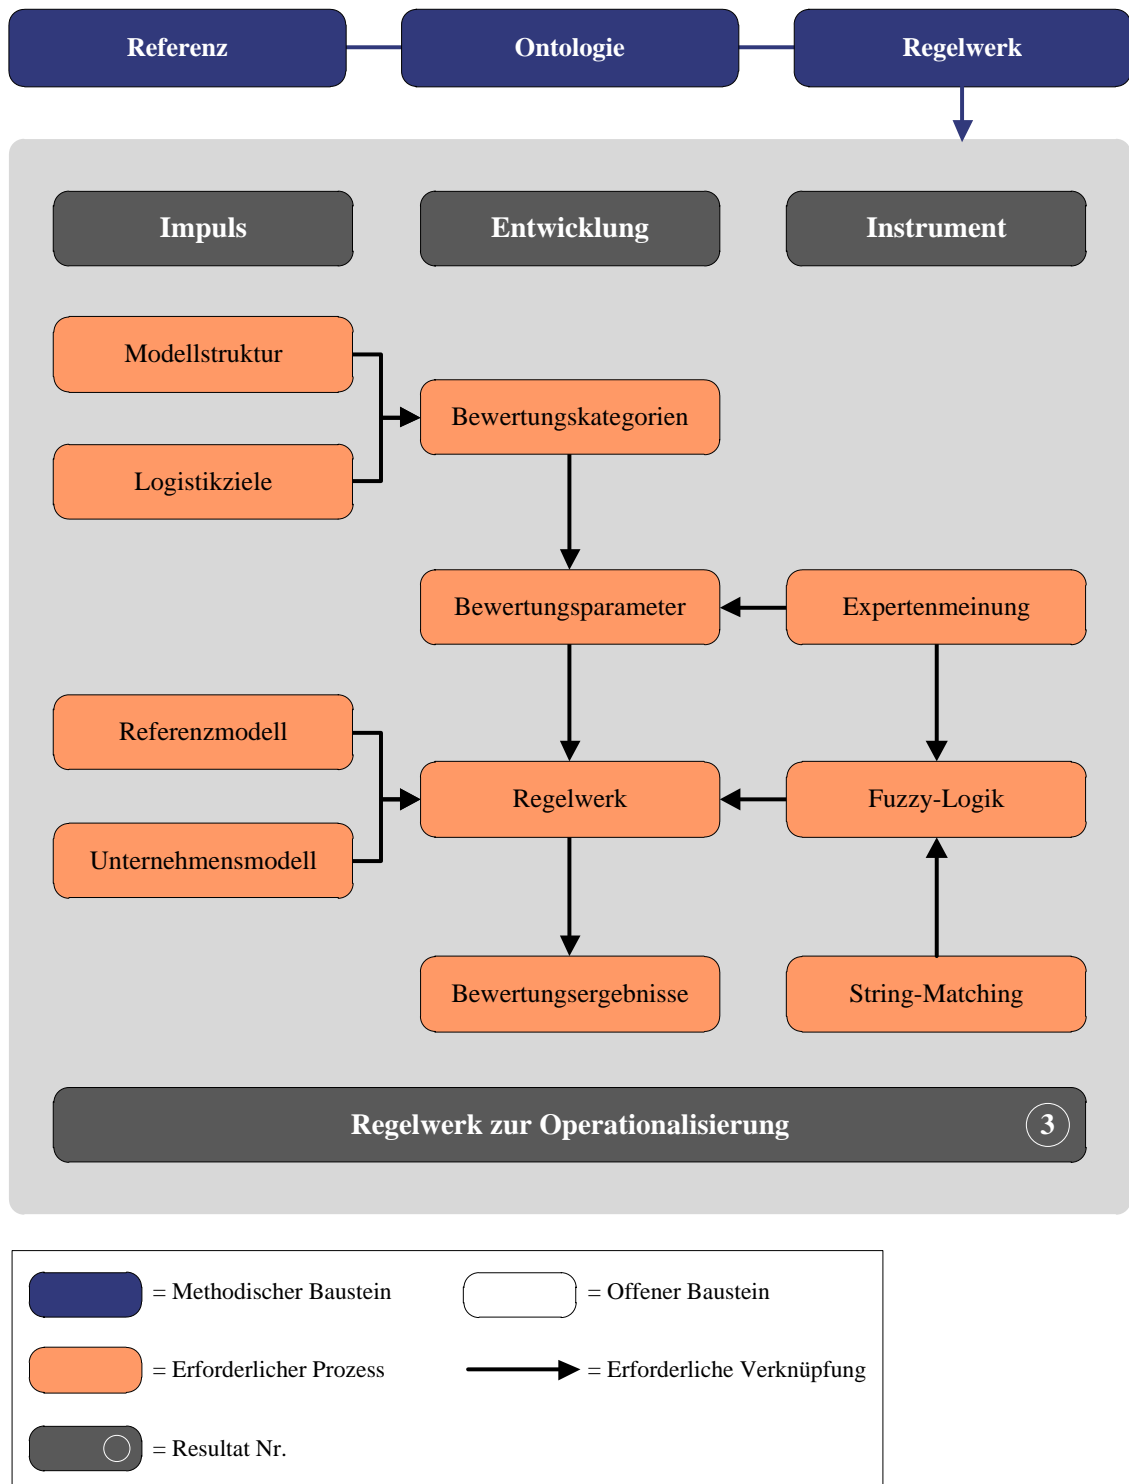 Referenz
Ontologie
Regelwerk
Impuls
Entwicklung
Instrument
Modellstruktur
Bewertungskategorien
Logistikziele
Bewertungsparameter
Expertenmeinung
Referenzmodell
Regelwerk
Fuzzy-Logik
Unternehmensmodell
Bewertungsergebnisse
String-Matching
Regelwerk zur Operationalisierung
3
= Methodischer Baustein
= Offener Baustein
= Erforderlicher Prozess
= Erforderliche Verknüpfung
= Resultat Nr.